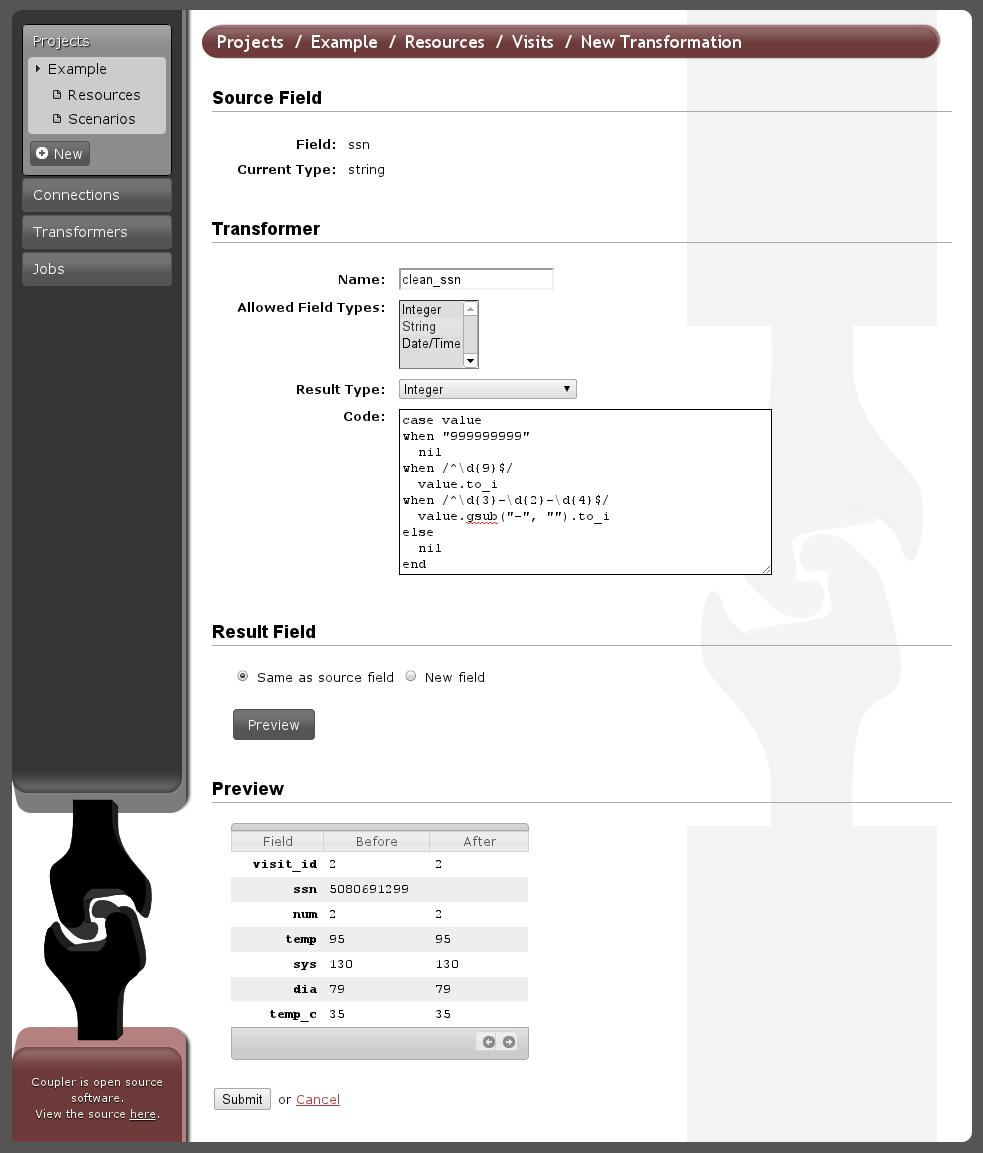 Projects
Example
Resources
Scenarios
New
Connections
Transformers
Jobs
Coupler is open source
software.
View the source here.
Projects / Example / Resources / Visits / New Transformation
Source Field
Field: ssn
Current Type: string
Transformer
Name: clean_ssn
Allowed Field Types: Integer
String
Date/Time
Result Type: Integer
Code: case value
when "999999999"
nil
when /^\d{9}$/
value.to_i
when /^\d{3}-\d{2}-\d{4}$/
value.gsub("-", "").to_i
else
nil
end
Result Field
Same as source field New field
Preview
Preview
Field Before After
visit_id 2 2
ssn 5080691299
num 2 2
temp 95 95
sys 130 130
dia 79 79
temp_c 35 35
Submit or Cancel